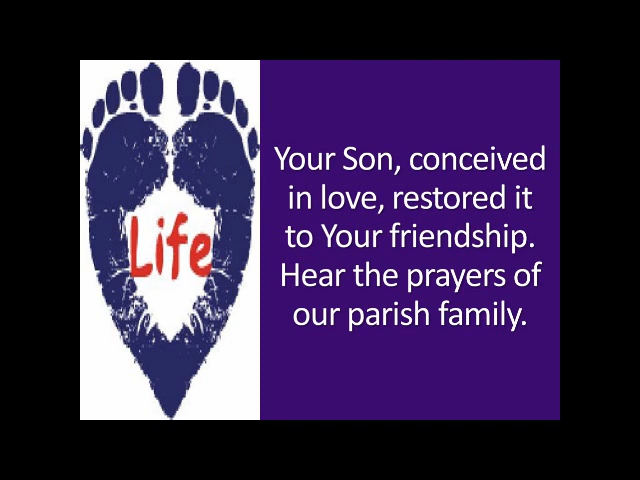 Life
Your Son, conceived
in love, restored it
to Your friendship.
Hear the prayers of
our parish family.